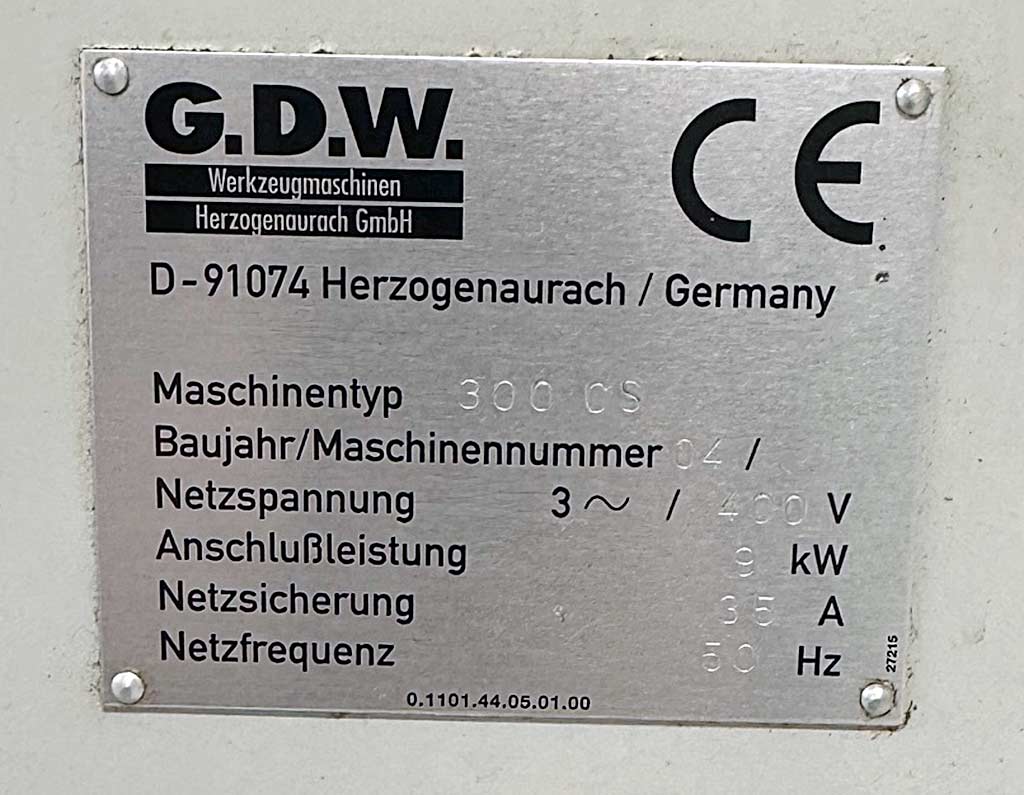 G.D.W.
Werkzeugmaschinen
Herzogenaurach GmbH
CE
D-91074 Herzogenaurach / Germany
Maschinentyp 300 CS
Baujahr/Maschinennummer 04 /
Netzspannung 3~ / 400 V
Anschlußleistung 9 kW
Netzsicherung 35 A
Netzfrequenz 50 Hz
27215
0.1101.44.05.01.00